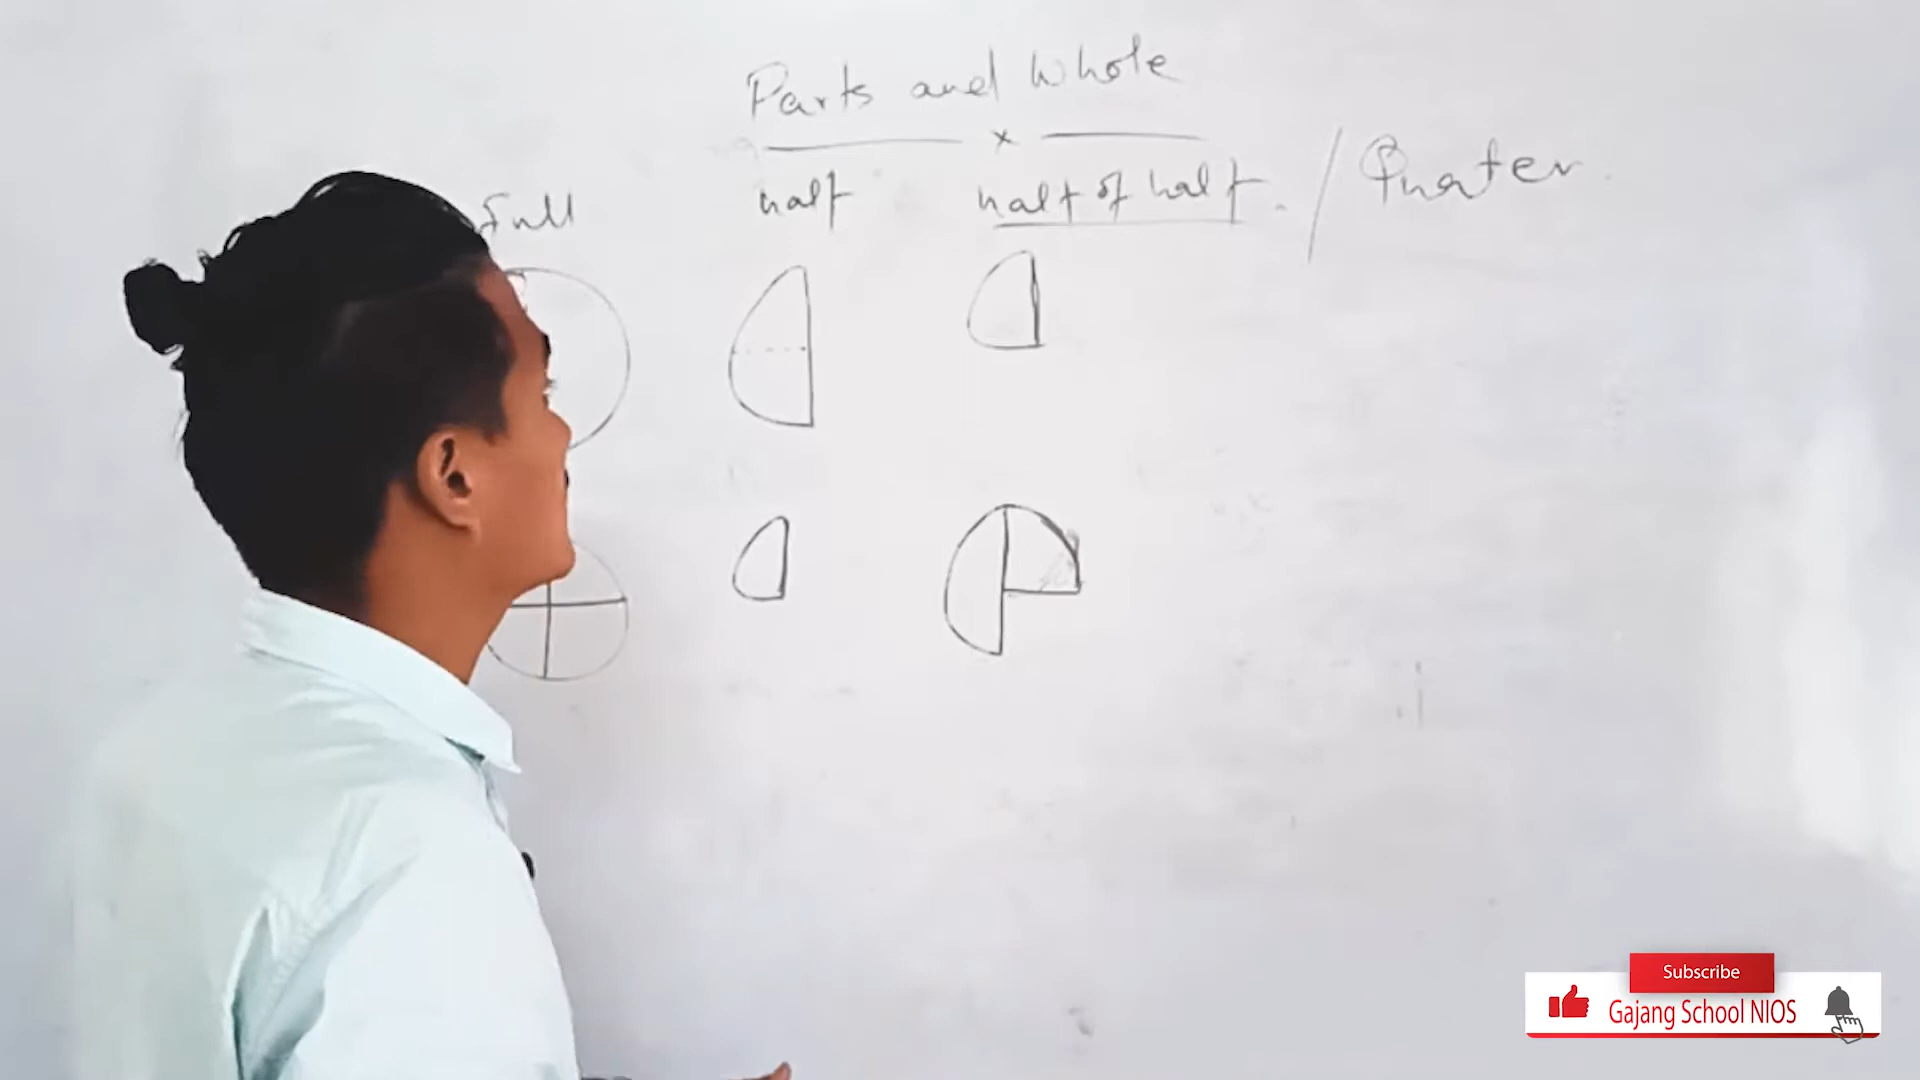 Parts and Whole
x
Full half half of half. / Quater.
Subscribe
Gajang School NIOS